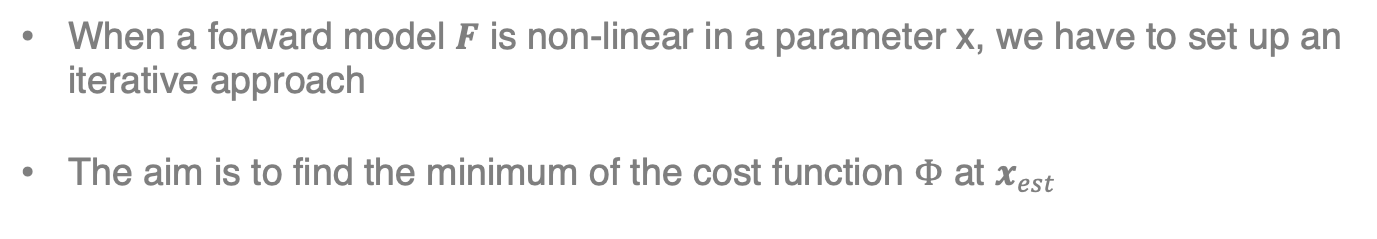 • When a forward model F is non-linear in a parameter x, we have to set up an
iterative approach
• The aim is to find the minimum of the cost function Φ at x_est